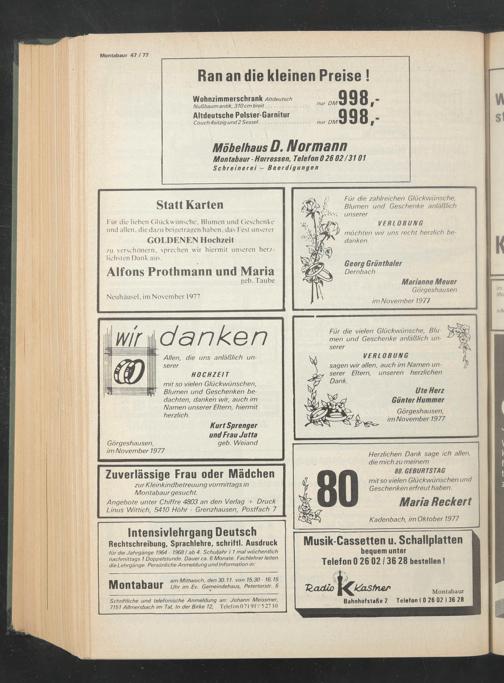 Montabaur 47 / 77
Ran an die kleinen Preise !
Wohnzimmerschrank Altdeutsch
Nußbaum antik, 310 cm breit nur DM 998,-
Altdeutsche Polster-Garnitur
Couch 4sitzig und 2 Sessel nur DM 998,-
Möbelhaus D. Normann
Montabaur - Horressen, Telefon 0 26 02 / 31 01
Schreinerei – Beerdigungen
Statt Karten
Für die lieben Glückwünsche, Blumen und Geschenke
und allen, die dazu beigetragen haben, das Fest unserer
GOLDENEN Hochzeit
zu verschönern, sprechen wir hiermit unseren herz-
lichsten Dank aus.
Alfons Prothmann und Maria
geb. Taube
Neuhäusel, im November 1977
Für die zahlreichen Glückwünsche,
Blumen und Geschenke anläßlich
unserer
VERLOBUNG
möchten wir uns recht herzlich be-
danken.
Georg Grünthaler
Dernbach
Marianne Meuer
Görgeshausen
im November 1977
wir danken
Allen, die uns anläßlich un-
serer
HOCHZEIT
mit so vielen Glückwünschen,
Blumen und Geschenken be-
dachten, danken wir, auch im
Namen unserer Eltern, hiermit
herzlich.
Kurt Sprenger
und Frau Jutta
geb. Weiand
Görgeshausen,
im November 1977
Für die vielen Glückwünsche, Blu
men und Geschenke anläßlich un-
serer
VERLOBUNG
sagen wir allen, auch im Namen un-
serer Eltern, unseren herzlichen
Dank.
Ute Herz
Günter Hummer
Görgeshausen,
im November 1977
Zuverlässige Frau oder Mädchen
zur Kleinkindbetreuung vormittags in
Montabaur gesucht.
Angebote unter Chiffre 4803 an den Verlag + Druck
Linus Wittich, 5410 Höhr - Grenzhausen, Postfach 7
80
Herzlichen Dank sage ich allen,
die mich zu meinem
80. GEBURTSTAG
mit so vielen Glückwünschen und
Geschenken erfreut haben.
Maria Reckert
Kadenbach, im Oktober 1977
Intensivlehrgang Deutsch
Rechtschreibung, Sprachlehre, schriftl. Ausdruck
für die Jahrgänge 1964 - 1968 / ab 4. Schuljahr / 1 mal wöchentlich
nachmittags 1 Doppelstunde. Dauer ca. 6 Monate. Fachlehrer leiten
die Lehrgänge. Persönliche Anmeldung und Information in:
Montabaur am Mittwoch, den 30.11. von 15.30 - 16.15
Uhr im Ev. Gemeindehaus, Peterstorstr. 6
Schriftliche und telefonische Anmeldung an: Johann Meissner,
7151 Allmersbach im Tal, In der Birke 12, Telefon 07191 / 52730
Musik-Cassetten u. Schallplatten
bequem unter
Telefon 0 26 02 / 36 28 bestellen !
Radio Kastner
Montabaur
Bahnhofstaße 2 Telefon ( 0 26 02 ) 36 28